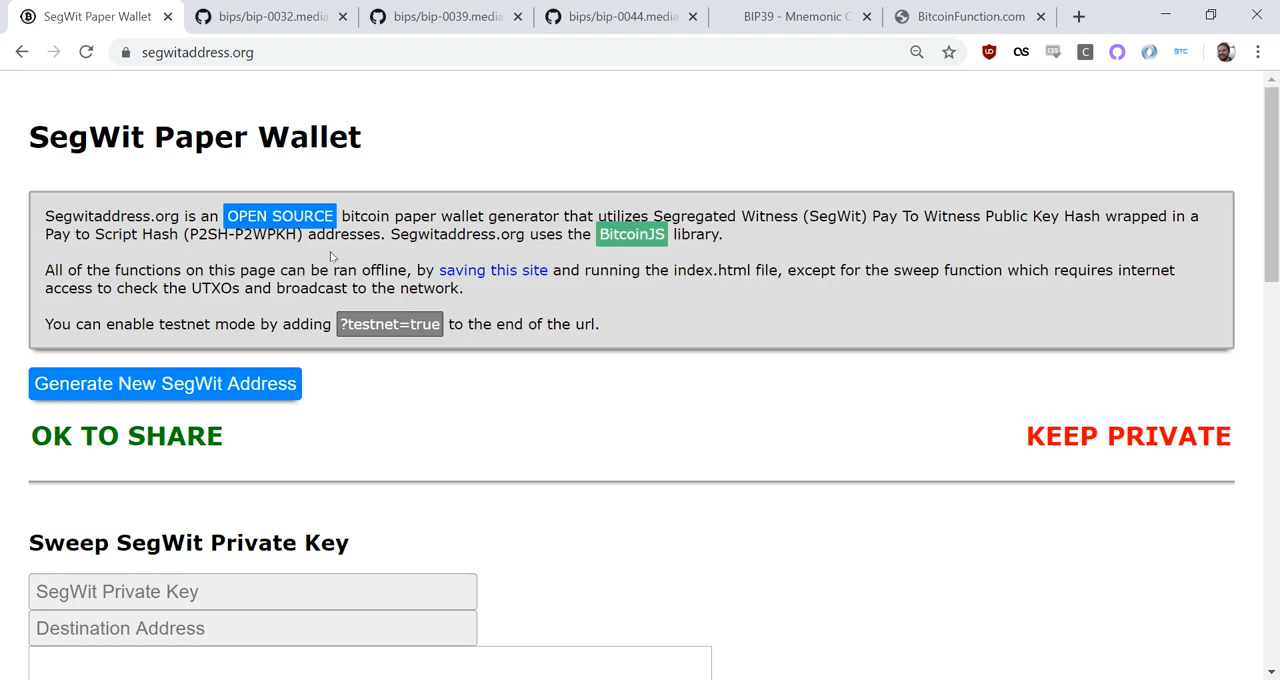 SegWit Paper Wallet
bips/bip-0032.media
bips/bip-0039.media
bips/bip-0044.media
BIP39 - Mnemonic C
BitcoinFunction.com
segwitaddress.org
SegWit Paper Wallet
Segwitaddress.org is an OPEN SOURCE bitcoin paper wallet generator that utilizes Segregated Witness (SegWit) Pay To Witness Public Key Hash wrapped in a
Pay to Script Hash (P2SH-P2WPKH) addresses. Segwitaddress.org uses the BitcoinJS library.
All of the functions on this page can be ran offline, by saving this site and running the index.html file, except for the sweep function which requires internet
access to check the UTXOs and broadcast to the network.
You can enable testnet mode by adding ?testnet=true to the end of the url.
Generate New SegWit Address
OK TO SHARE
KEEP PRIVATE
Sweep SegWit Private Key
SegWit Private Key
Destination Address